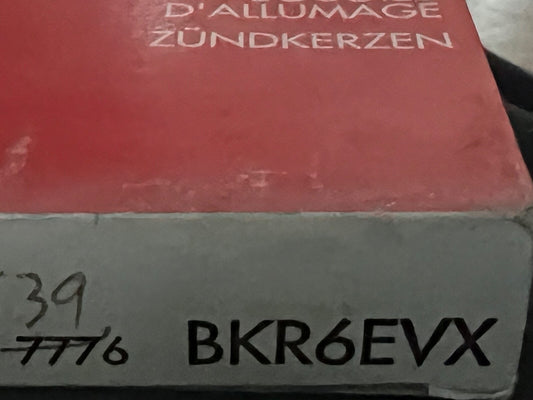 D'ALLUMAGE
ZÜNDKERZEN
39
7776 BKR6EVX